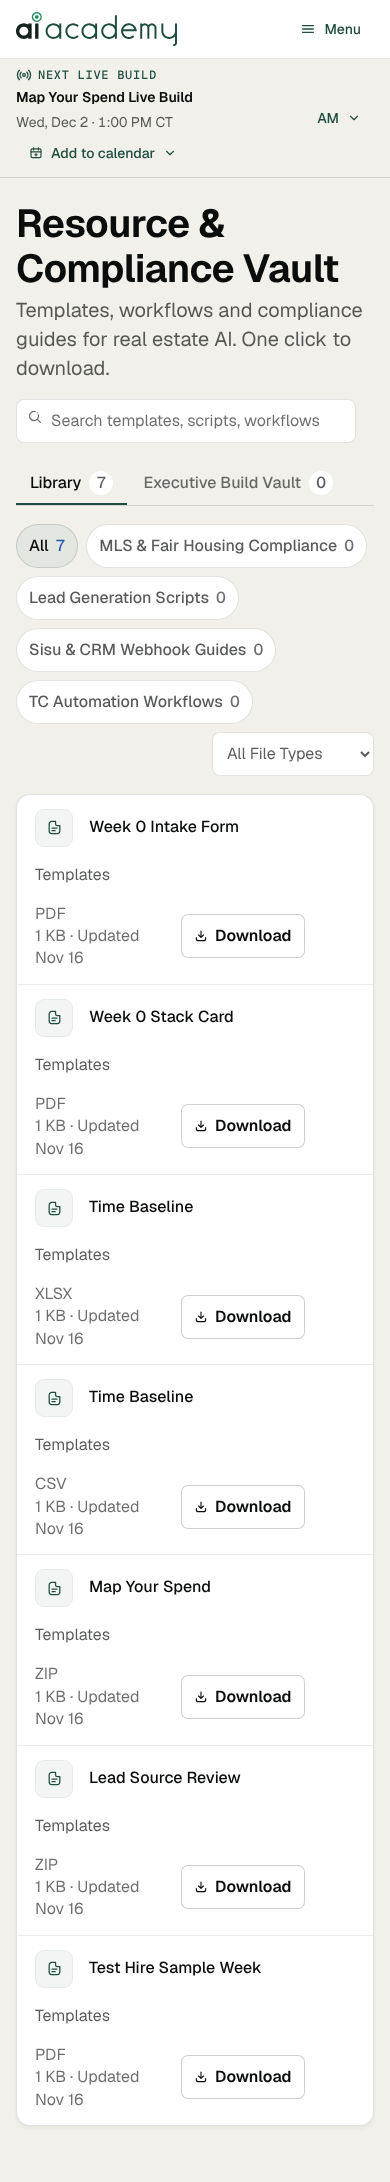 ai academy
Menu
NEXT LIVE BUILD
Map Your Spend Live Build
Wed, Dec 2 · 1:00 PM CT
AM
Add to calendar
Resource &
Compliance Vault
Templates, workflows and compliance
guides for real estate AI. One click to
download.
Search templates, scripts, workflows
Library 7
Executive Build Vault 0
All 7
MLS & Fair Housing Compliance 0
Lead Generation Scripts 0
Sisu & CRM Webhook Guides 0
TC Automation Workflows 0
All File Types
Week 0 Intake Form
Templates
PDF
1 KB · Updated
Nov 16
Download
Week 0 Stack Card
Templates
PDF
1 KB · Updated
Nov 16
Download
Time Baseline
Templates
XLSX
1 KB · Updated
Nov 16
Download
Time Baseline
Templates
CSV
1 KB · Updated
Nov 16
Download
Map Your Spend
Templates
ZIP
1 KB · Updated
Nov 16
Download
Lead Source Review
Templates
ZIP
1 KB · Updated
Nov 16
Download
Test Hire Sample Week
Templates
PDF
1 KB · Updated
Nov 16
Download